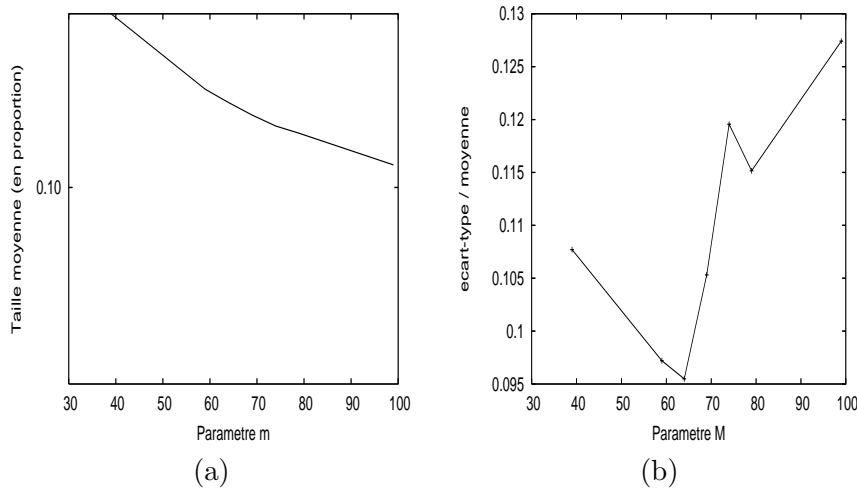 Taille moyenne (en proportion)
0.10
30 40 50 60 70 80 90 100
Parametre m
(a)
ecart-type / moyenne
0.13
0.125
0.12
0.115
0.11
0.105
0.1
0.095
30 40 50 60 70 80 90 100
Parametre M
(b)